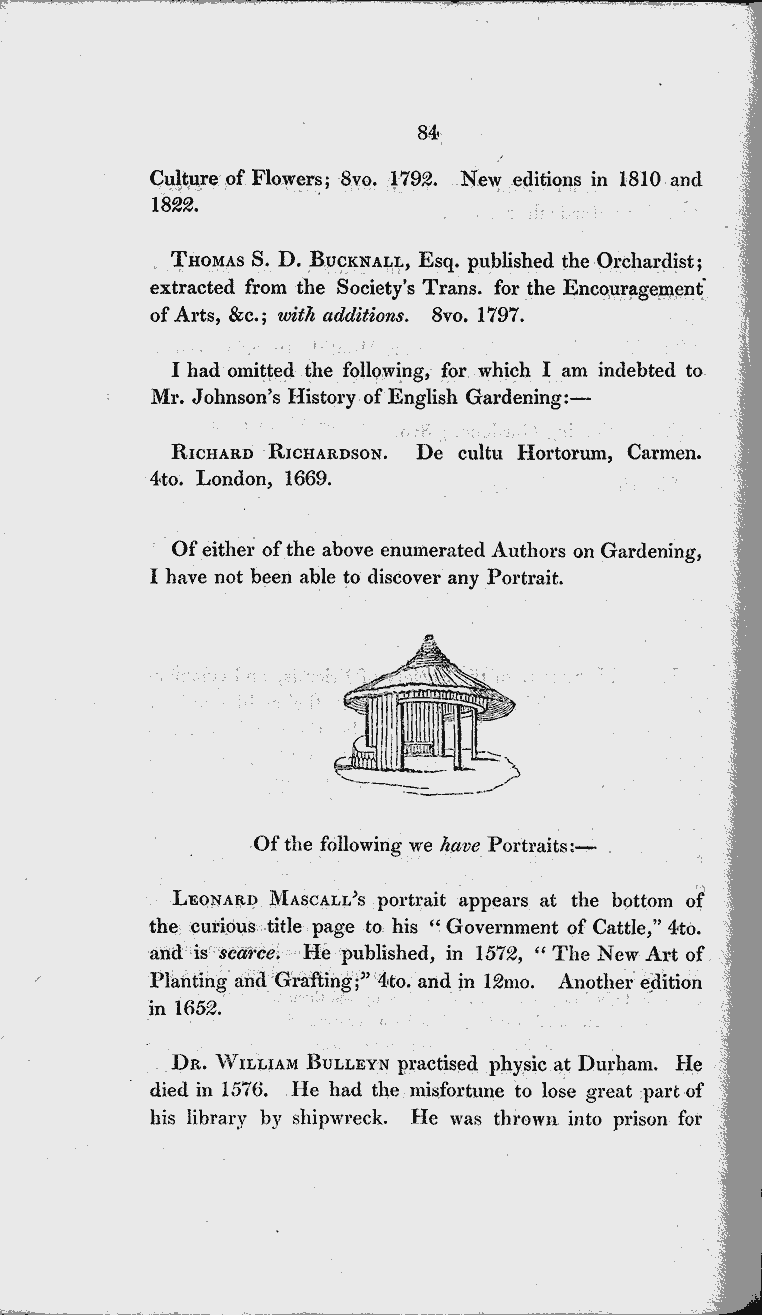 84
Culture of Flowers; 8vo. 1792. New editions in 1810 and
1822.
THOMAS S. D. BUCKNALL, Esq. published the Orchardist;
extracted from the Society's Trans. for the Encouragement
of Arts, &c.; with additions. 8vo. 1797.
I had omitted the following, for which I am indebted to
Mr. Johnson's History of English Gardening:—
RICHARD RICHARDSON. De cultu Hortorum, Carmen.
4to. London, 1669.
Of either of the above enumerated Authors on Gardening,
I have not been able to discover any Portrait.
Of the following we have Portraits:—
LEONARD MASCALL's portrait appears at the bottom of
the curious title page to his “Government of Cattle,” 4to.
and is scarce. He published, in 1572, “The New Art of
Planting and Grafting;” 4to. and in 12mo. Another edition
in 1652.
DR. WILLIAM BULLEYN practised physic at Durham. He
died in 1576. He had the misfortune to lose great part of
his library by shipwreck. He was thrown into prison for